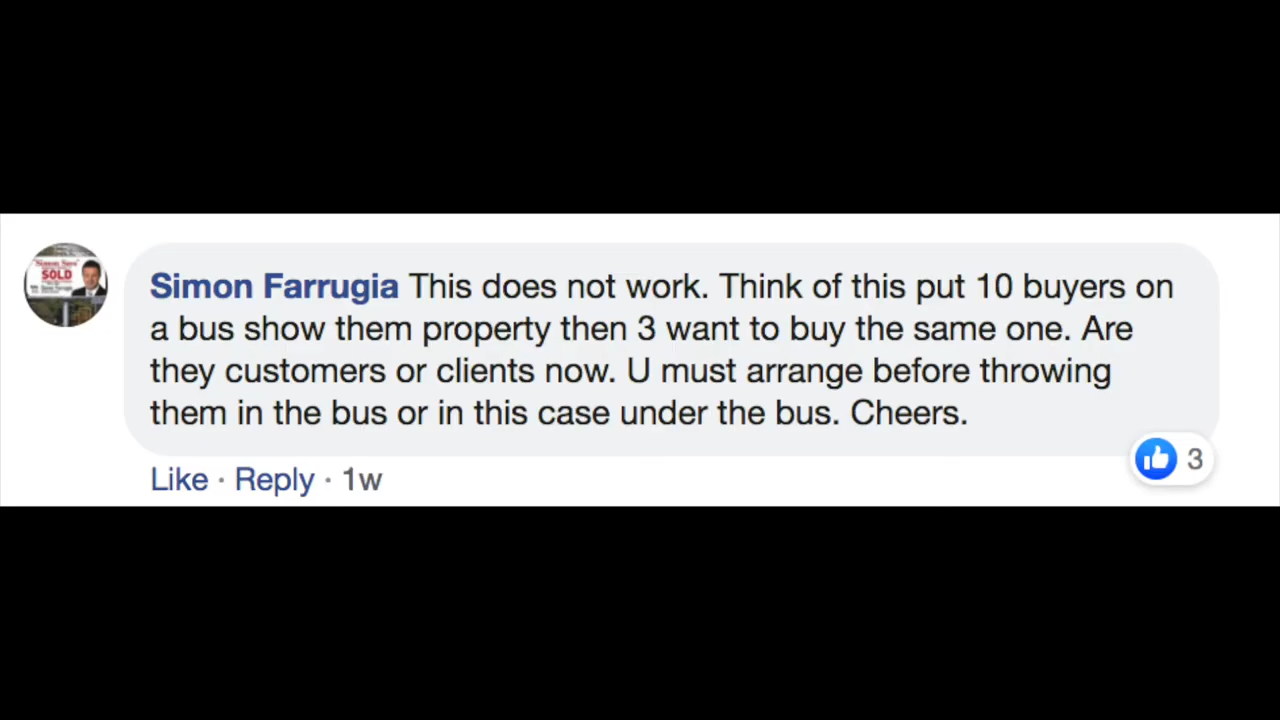 "Simon Says"
SOLD
Simon Farrugia This does not work. Think of this put 10 buyers on
a bus show them property then 3 want to buy the same one. Are
they customers or clients now. U must arrange before throwing
them in the bus or in this case under the bus. Cheers.
Like · Reply · 1w
3